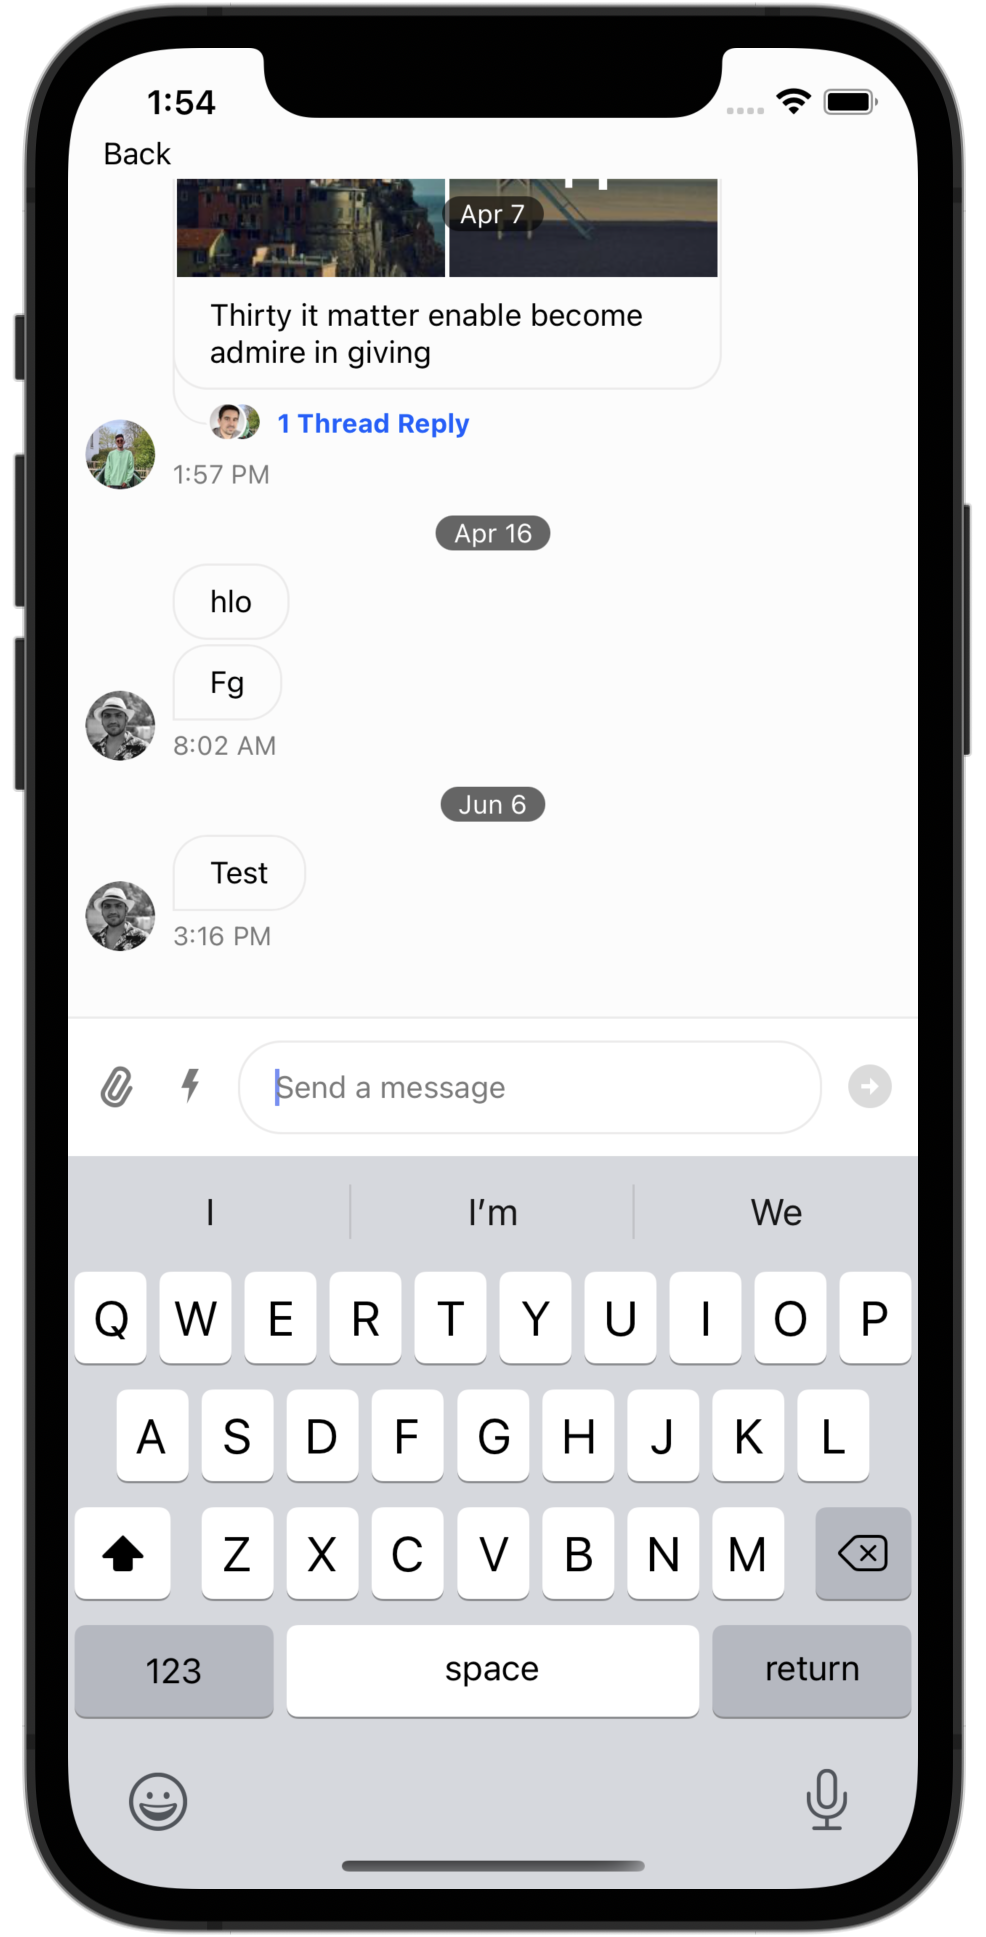 1:54
Back
Apr 7
Thirty it matter enable become
admire in giving
1 Thread Reply
1:57 PM
Apr 16
hlo
Fg
8:02 AM
Jun 6
Test
3:16 PM
Send a message
I I’m We
Q W E R T Y U I O P
A S D F G H J K L
Z X C V B N M
123 space return